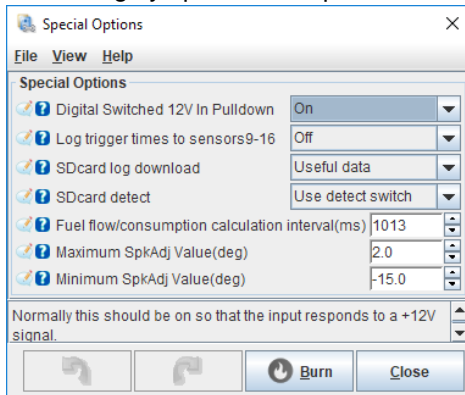 Special Options
File View Help
Special Options
Digital Switched 12V In Pulldown On
Log trigger times to sensors9-16 Off
SDcard log download Useful data
SDcard detect Use detect switch
Fuel flow/consumption calculation interval(ms) 1013
Maximum SpkAdj Value(deg) 2.0
Minimum SpkAdj Value(deg) -15.0
Normally this should be on so that the input responds to a +12V
signal.
Burn Close